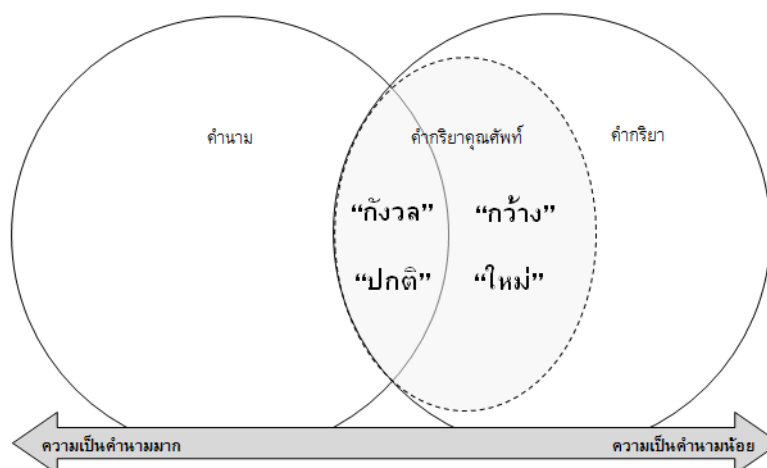 คำนาม คำกริยาคุณศัพท์ คำกริยา
“กังวล” “กว้าง”
“ปกติ” “ใหม่”
ความเป็นคำนามมาก ความเป็นคำนามน้อย